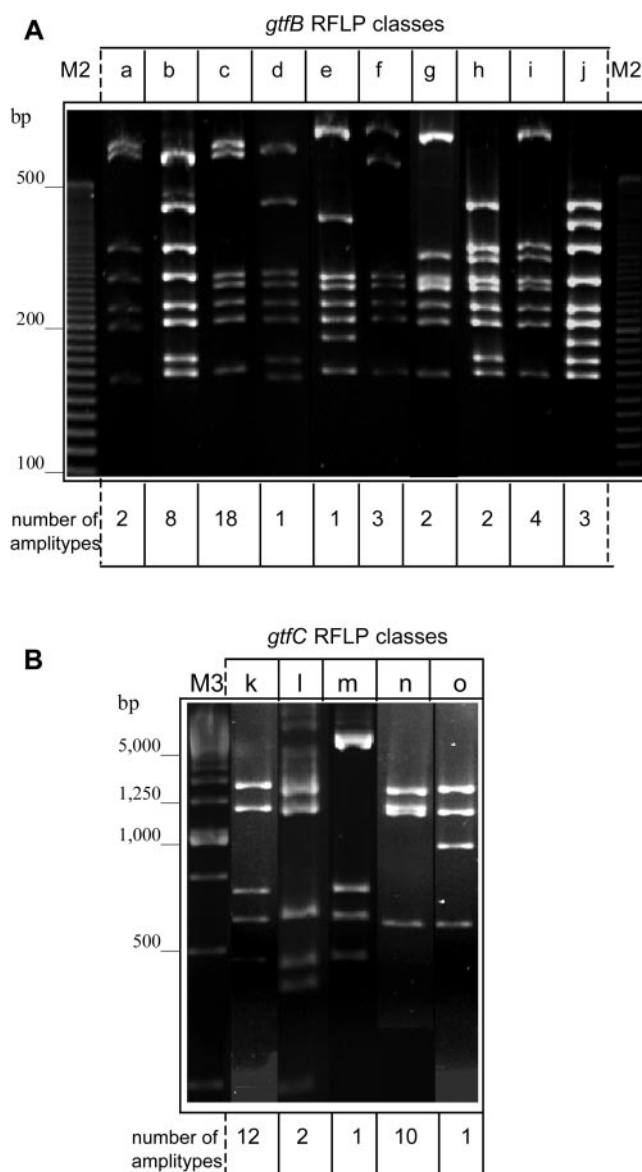 A
gtfB RFLP classes
M2 a b c d e f g h i j M2
bp
500
200
100
number of 2 8 18 1 1 3 2 2 4 3
amplitypes
gtfC RFLP classes
B
M3 k l m n o
bp
5,000
1,250
1,000
500
number of 12 2 1 10 1
amplitypes